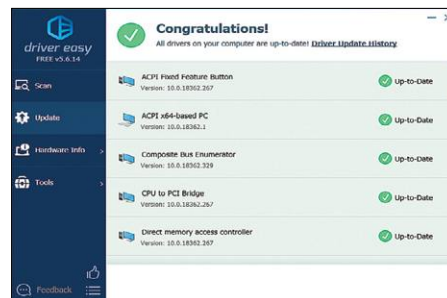 driver easy
FREE v5.6.14
Scan
Update
Hardware Info
Tools
Feedback
Congratulations!
All drivers on your computer are up-to-date! Driver Update History
ACPI Fixed Feature Button
Version: 10.0.18362.267
Up-to-Date
ACPI x64-based PC
Version: 10.0.18362.1
Up-to-Date
Composite Bus Enumerator
Version: 10.0.18362.329
Up-to-Date
CPU to PCI Bridge
Version: 10.0.18362.267
Up-to-Date
Direct memory access controller
Version: 10.0.18362.267
Up-to-Date